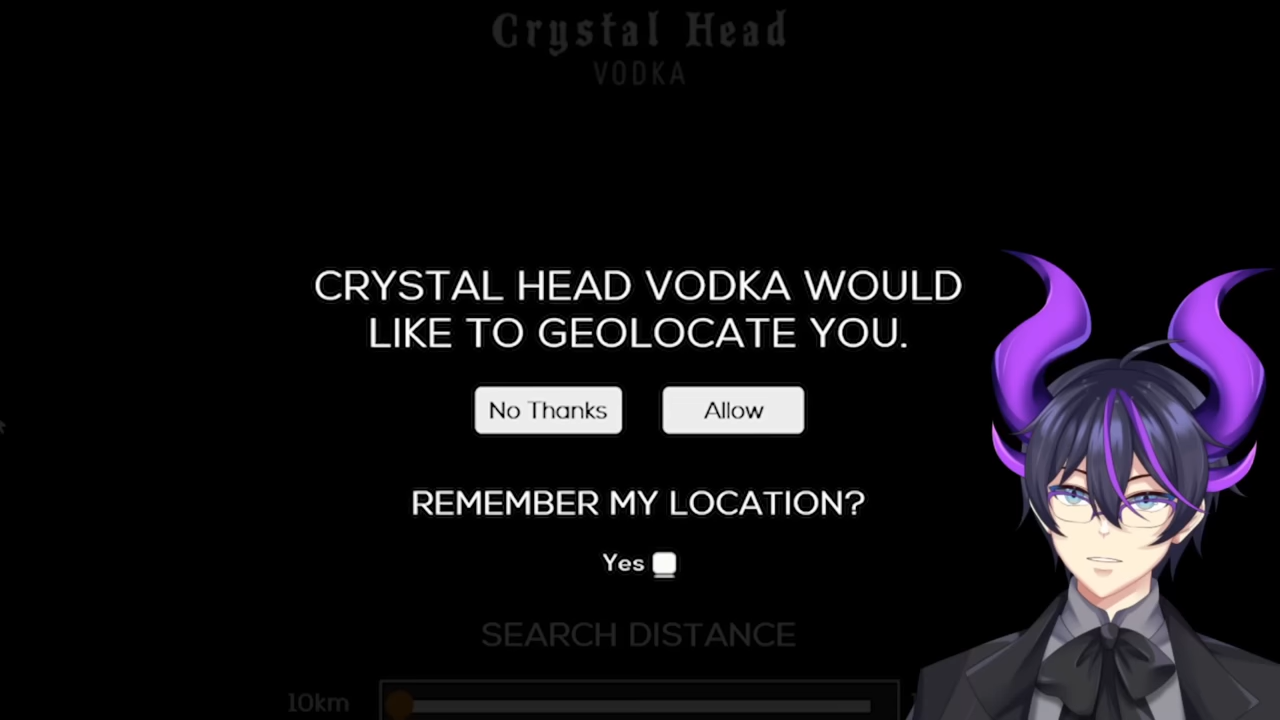 Crystal Head
VODKA
CRYSTAL HEAD VODKA WOULD
LIKE TO GEOLOCATE YOU.
No Thanks Allow
REMEMBER MY LOCATION?
Yes
SEARCH DISTANCE
10km